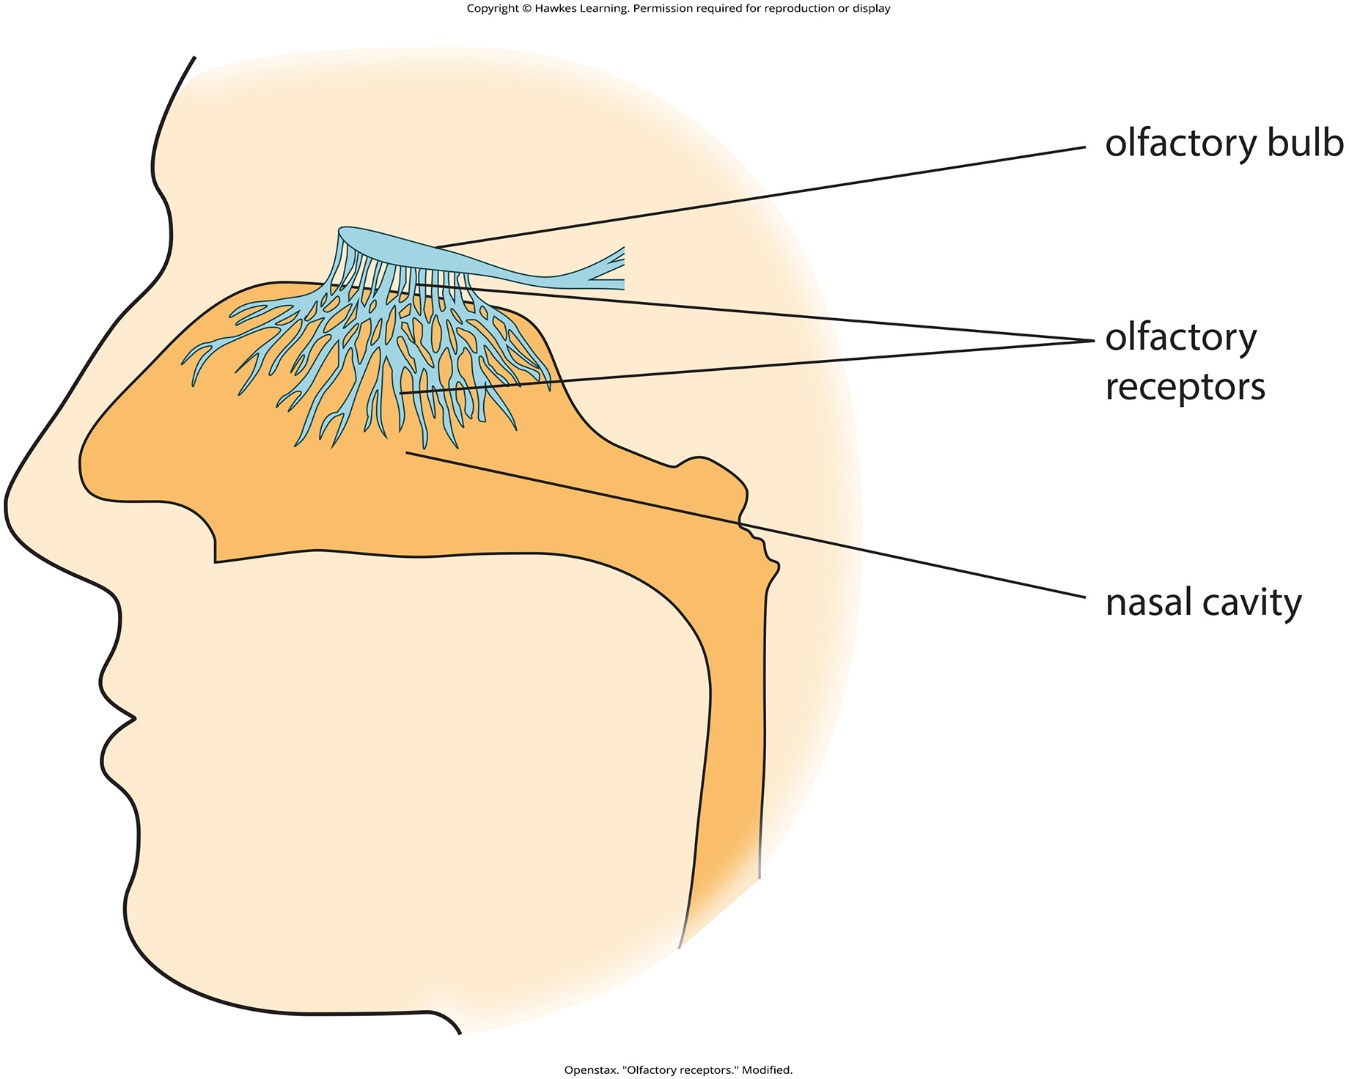 Copyright © Hawkes Learning. Permission required for reproduction or display
olfactory bulb
olfactory
receptors
nasal cavity
Openstax. "Olfactory receptors." Modified.